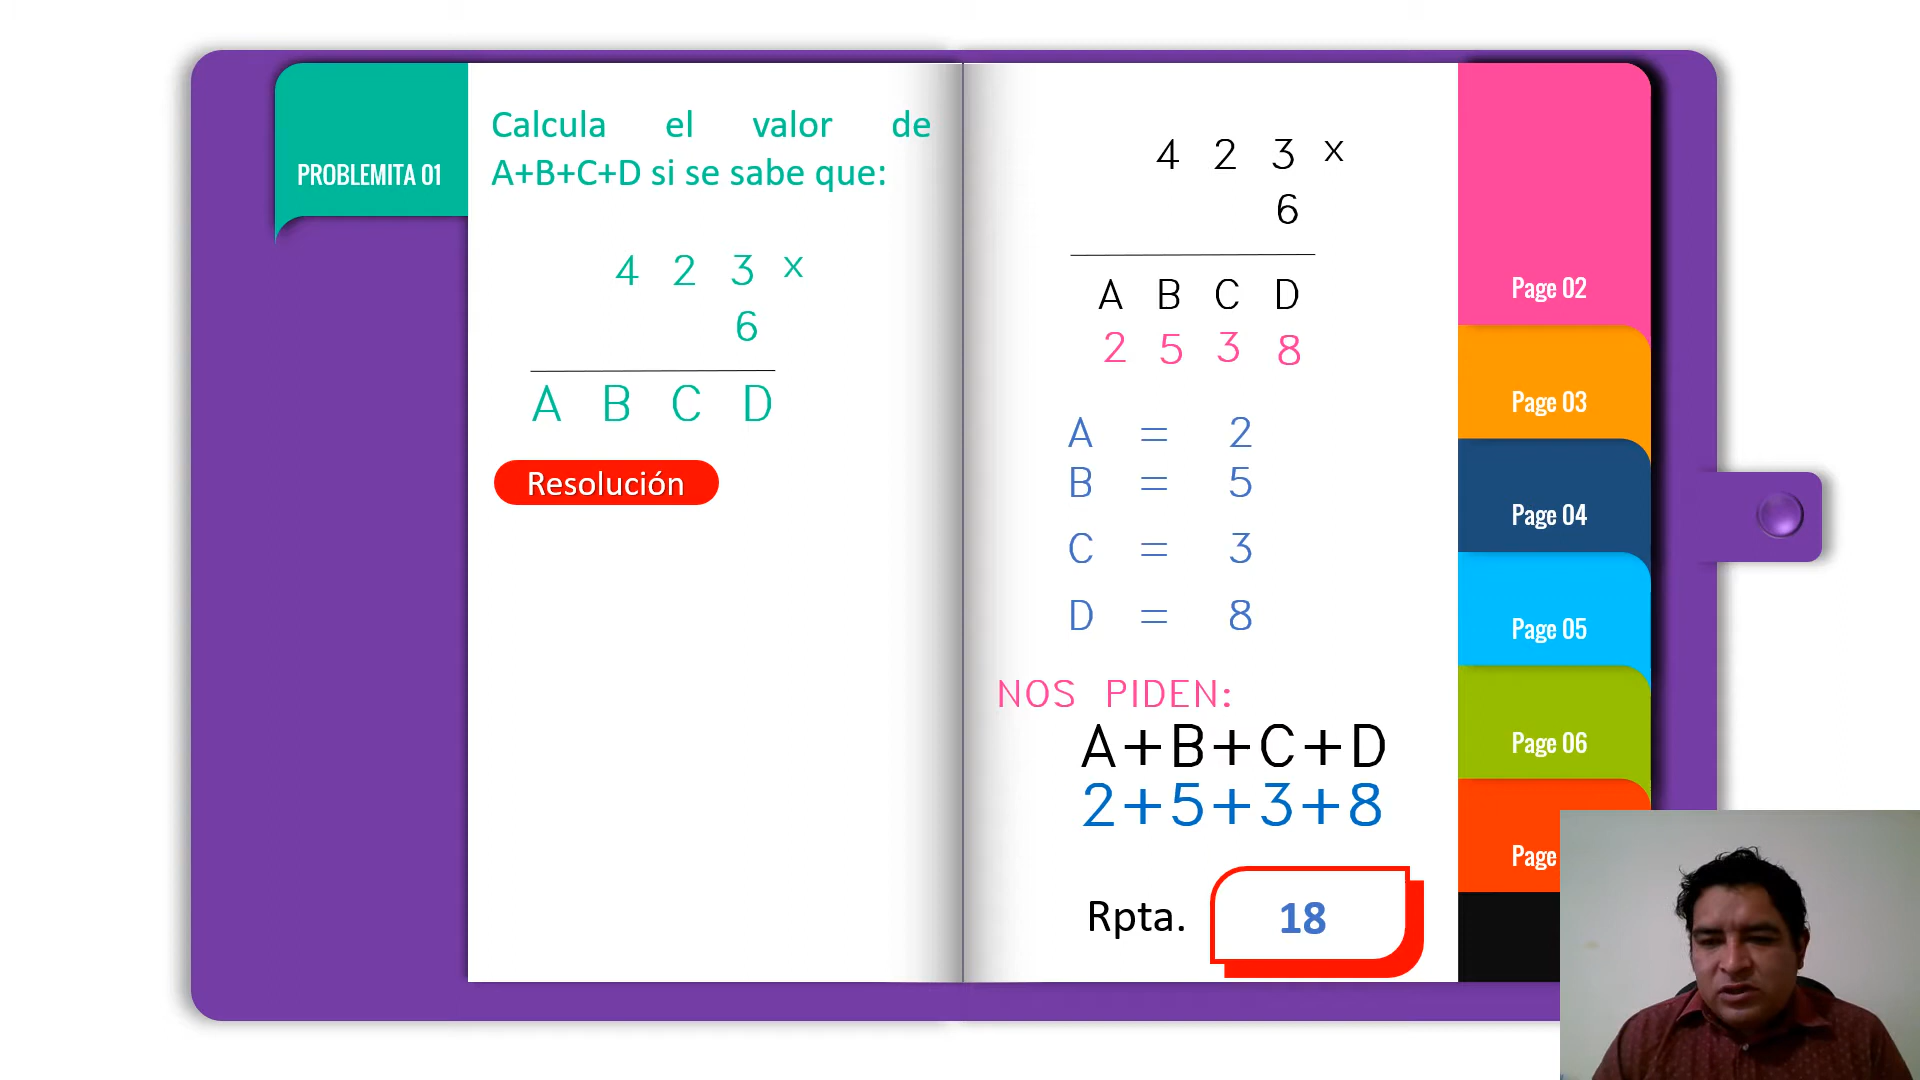 PROBLEMITA 01
Calcula el valor de
A+B+C+D si se sabe que:
4 2 3 x
6
A B C D
Resolución
4 2 3 x
6
A B C D
2 5 3 8
A = 2
B = 5
C = 3
D = 8
NOS PIDEN:
A+B+C+D
2+5+3+8
Rpta. 18
Page 02
Page 03
Page 04
Page 05
Page 06
Page